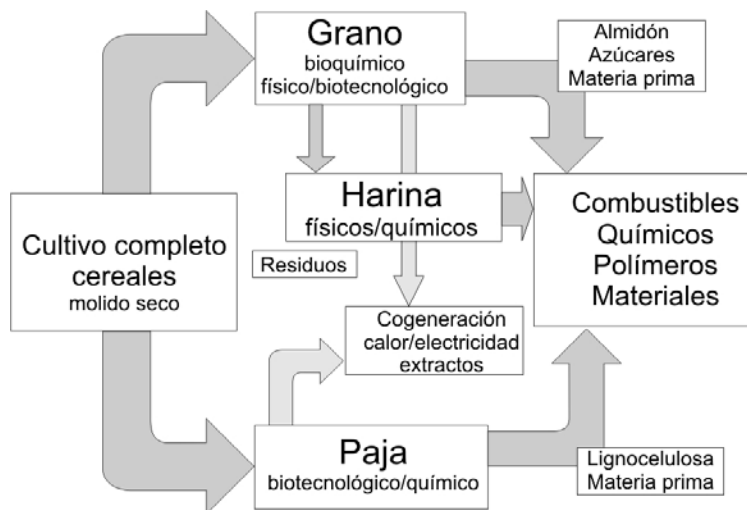 Grano
bioquímico
físico/biotecnológico
Almidón
Azúcares
Materia prima
Harina
físicos/químicos
Combustibles
Químicos
Polímeros
Materiales
Cultivo completo
cereales
molido seco
Residuos
Cogeneración
calor/electricidad
extractos
Paja
biotecnológico/químico
Lignocelulosa
Materia prima